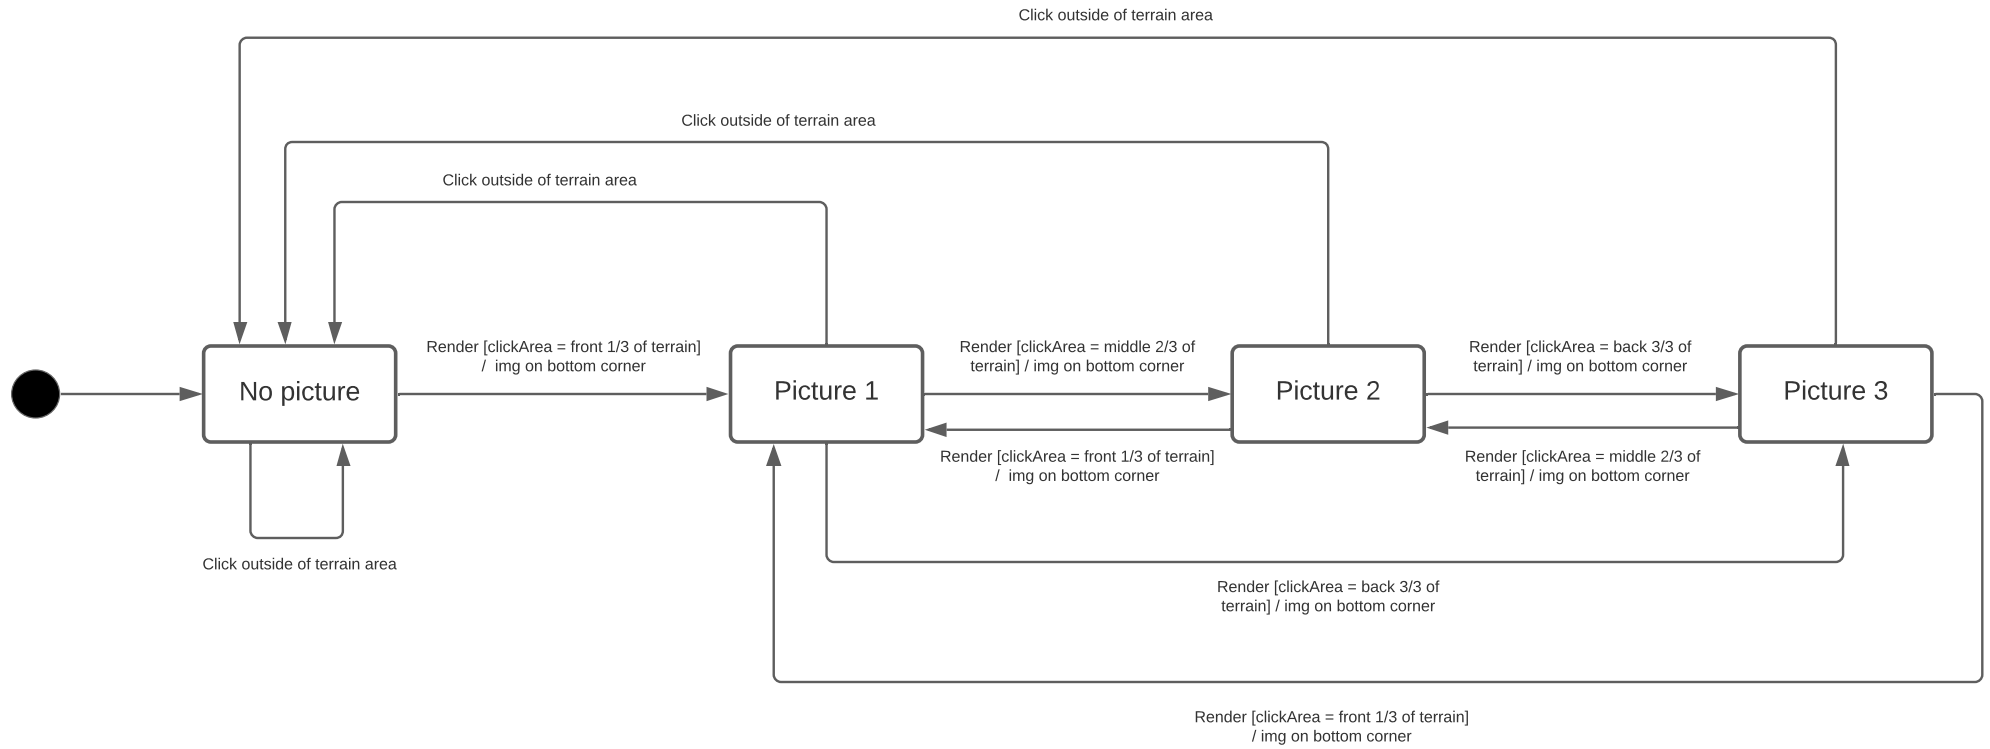 Click outside of terrain area
Click outside of terrain area
Click outside of terrain area
Render [clickArea = front 1/3 of terrain]
/  img on bottom corner
Render [clickArea = middle 2/3 of
terrain] / img on bottom corner
Render [clickArea = back 3/3 of
terrain] / img on bottom corner
No picture
Picture 1
Picture 2
Picture 3
Render [clickArea = front 1/3 of terrain]
/  img on bottom corner
Render [clickArea = middle 2/3 of
terrain] / img on bottom corner
Click outside of terrain area
Render [clickArea = back 3/3 of
terrain] / img on bottom corner
Render [clickArea = front 1/3 of terrain]
/ img on bottom corner